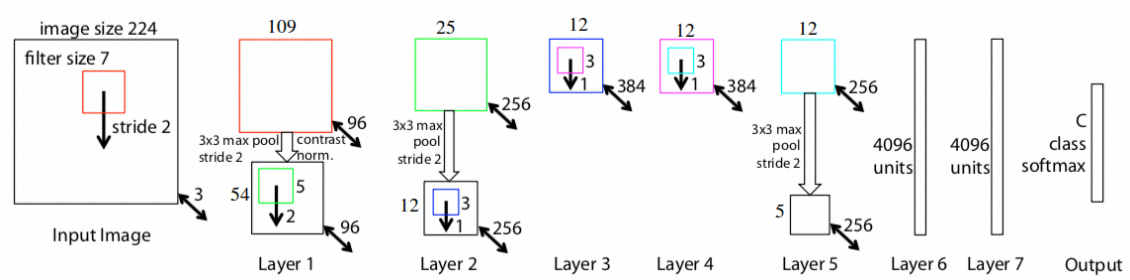 image size 224
filter size 7
stride 2
3
Input Image
109
96
3x3 max pool
stride 2
contrast
norm.
54
5
2
96
Layer 1
25
256
3x3 max
pool
stride 2
12
3
1
256
Layer 2
12
3
1
384
Layer 3
12
3
1
384
Layer 4
12
256
3x3 max
pool
stride 2
5
256
Layer 5
4096
units
Layer 6
4096
units
Layer 7
C
class
softmax
Output